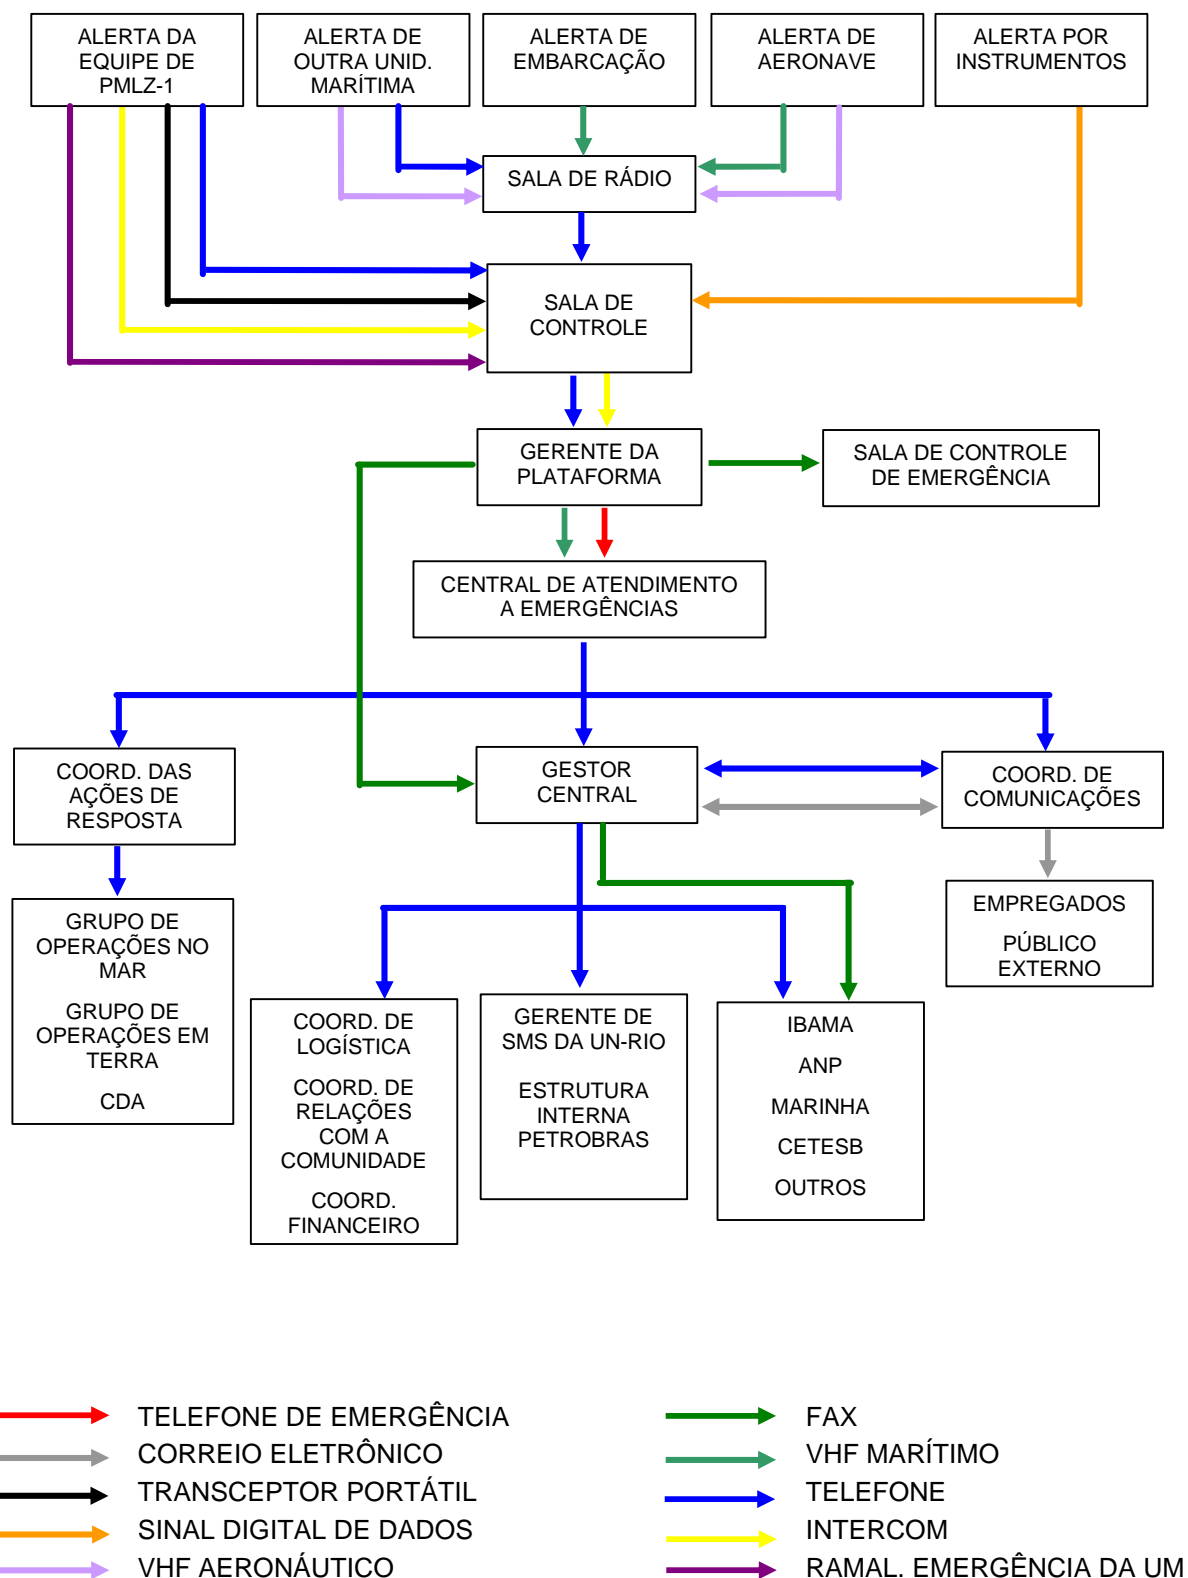 ALERTA DA
EQUIPE DE
PMLZ-1
ALERTA DE
OUTRA UNID.
MARÍTIMA
ALERTA DE
EMBARCAÇÃO
ALERTA DE
AERONAVE
ALERTA POR
INSTRUMENTOS
SALA DE RÁDIO
SALA DE
CONTROLE
GERENTE DA
PLATAFORMA
SALA DE CONTROLE
DE EMERGÊNCIA
CENTRAL DE ATENDIMENTO
A EMERGÊNCIAS
COORD. DAS
AÇÕES DE
RESPOSTA
GESTOR
CENTRAL
COORD. DE
COMUNICAÇÕES
GRUPO DE
OPERAÇÕES NO
MAR
GRUPO DE
OPERAÇÕES EM
TERRA
CDA
EMPREGADOS
PÚBLICO
EXTERNO
COORD. DE
LOGÍSTICA
COORD. DE
RELAÇÕES
COM A
COMUNIDADE
COORD.
FINANCEIRO
GERENTE DE
SMS DA UN-RIO
ESTRUTURA
INTERNA
PETROBRAS
IBAMA
ANP
MARINHA
CETESB
OUTROS
TELEFONE DE EMERGÊNCIA
CORREIO ELETRÔNICO
TRANSCEPTOR PORTÁTIL
SINAL DIGITAL DE DADOS
VHF AERONÁUTICO
FAX
VHF MARÍTIMO
TELEFONE
INTERCOM
RAMAL. EMERGÊNCIA DA UM